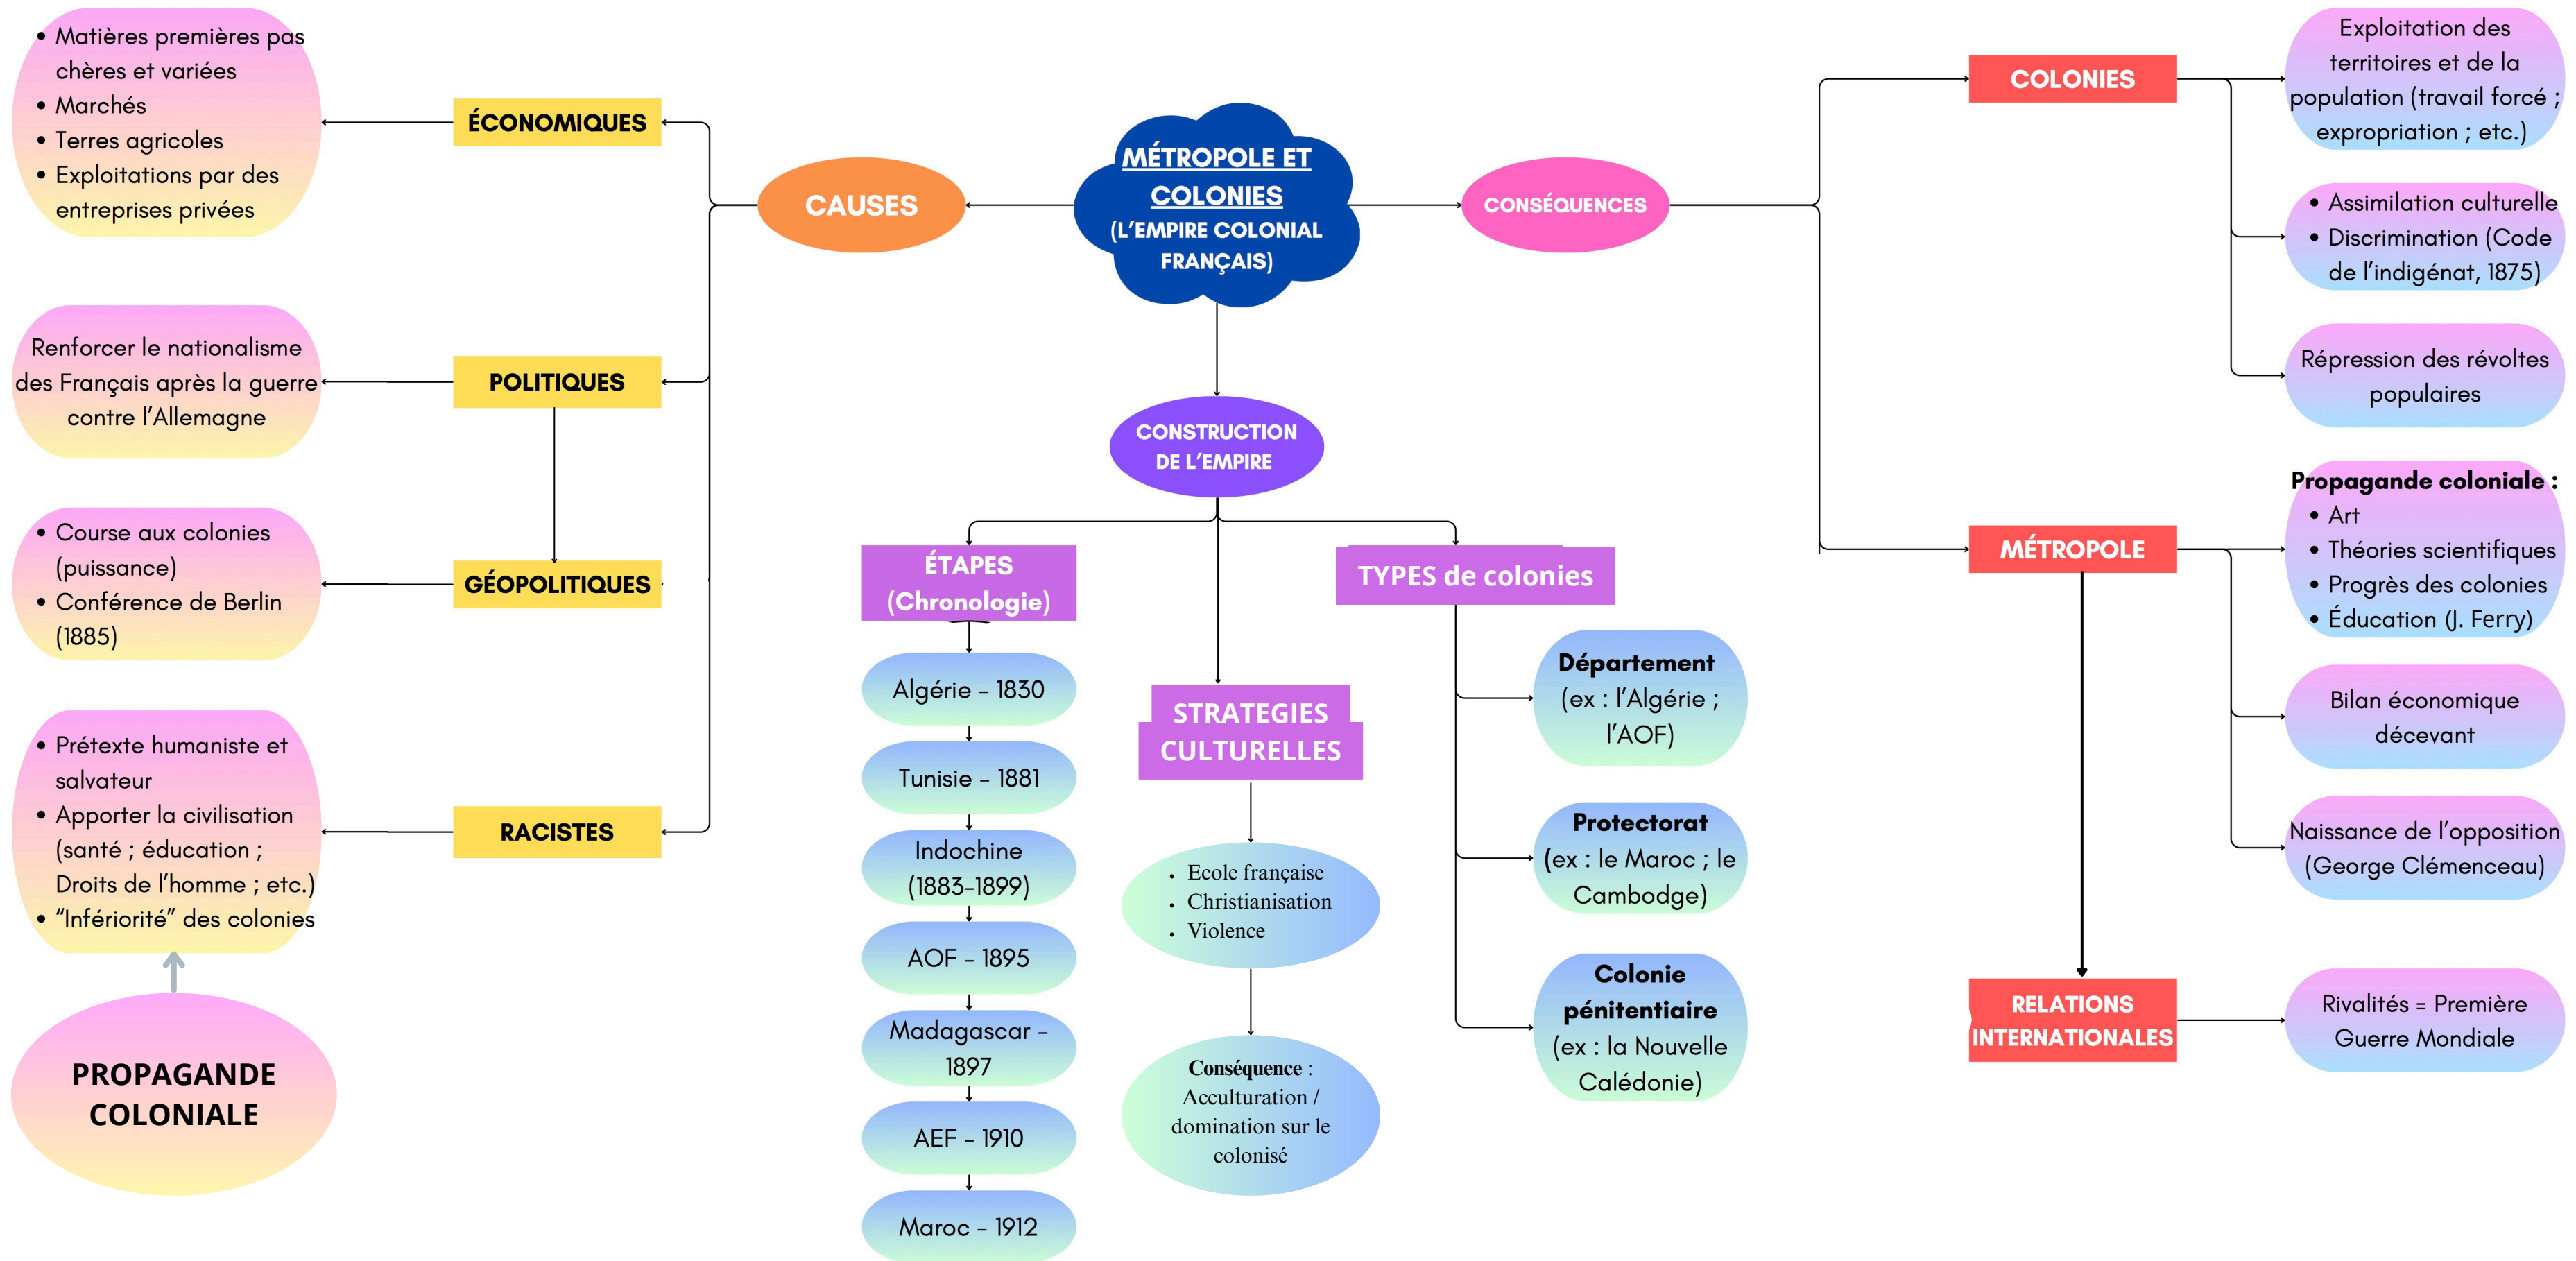 MÉTROPOLE ET
COLONIES
(L’EMPIRE COLONIAL
FRANÇAIS)
CAUSES
ÉCONOMIQUES
• Matières premières pas
chères et variées
• Marchés
• Terres agricoles
• Exploitations par des
entreprises privées
POLITIQUES
Renforcer le nationalisme
des Français après la guerre
contre l’Allemagne
GÉOPOLITIQUES
• Course aux colonies
(puissance)
• Conférence de Berlin
(1885)
RACISTES
• Prétexte humaniste et
salvateur
• Apporter la civilisation
(santé ; éducation ;
Droits de l’homme ; etc.)
• “Infériorité” des colonies
PROPAGANDE
COLONIALE
CONSTRUCTION
DE L’EMPIRE
ÉTAPES
(Chronologie)
Algérie - 1830
Tunisie - 1881
Indochine
(1883-1899)
AOF - 1895
Madagascar -
1897
AEF - 1910
Maroc - 1912
STRATEGIES
CULTURELLES
• Ecole française
• Christianisation
• Violence
Conséquence :
Acculturation /
domination sur le
colonisé
TYPES de colonies
Département
(ex : l’Algérie ;
l’AOF)
Protectorat
(ex : le Maroc ; le
Cambodge)
Colonie
pénitentiaire
(ex : la Nouvelle
Calédonie)
CONSÉQUENCES
COLONIES
Exploitation des
territoires et de la
population (travail forcé ;
expropriation ; etc.)
• Assimilation culturelle
• Discrimination (Code
de l’indigénat, 1875)
Répression des révoltes
populaires
MÉTROPOLE
Propagande coloniale :
• Art
• Théories scientifiques
• Progrès des colonies
• Éducation (J. Ferry)
Bilan économique
décevant
Naissance de l’opposition
(George Clémenceau)
RELATIONS
INTERNATIONALES
Rivalités = Première
Guerre Mondiale